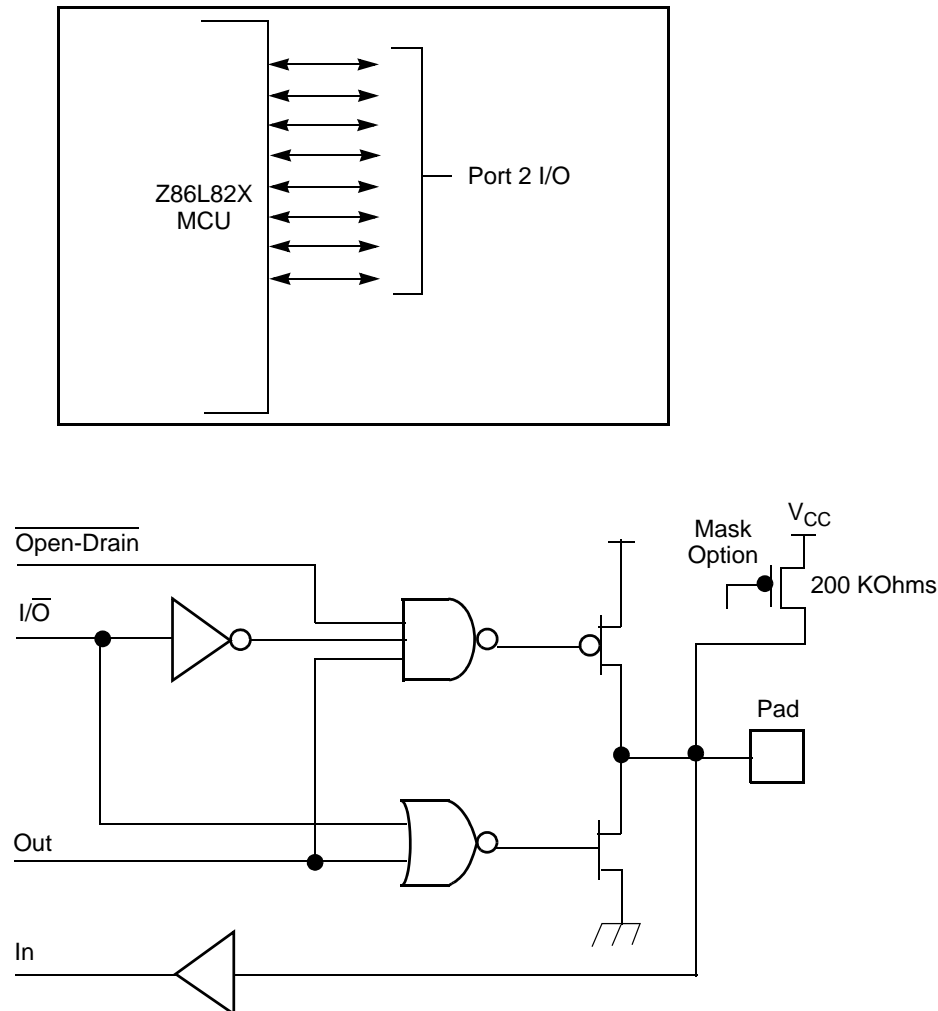 Z86L82X
MCU
Port 2 I/O
Open-Drain
I/O
Mask
Option
VCC
200 KOhms
Pad
Out
In